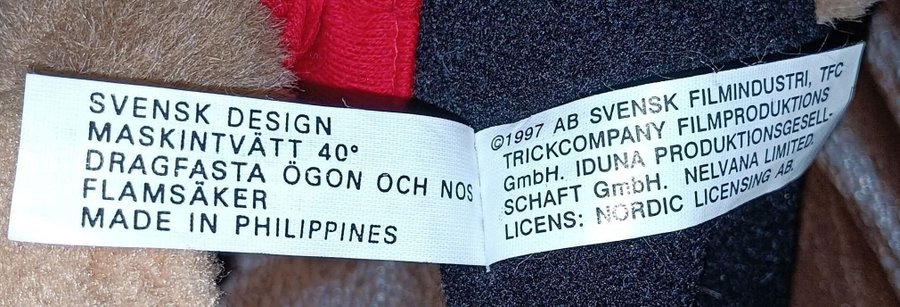 SVENSK DESIGN
MASKINTVÄTT 40°
DRAGFASTA ÖGON OCH NOS
FLAMSÄKER
MADE IN PHILIPPINES
©1997 AB SVENSK FILMINDUSTRI, TFC
TRICKCOMPANY FILMPRODUKTIONS
GmbH. IDUNA PRODUKTIONSGESELL-
SCHAFT GmbH. NELVANA LIMITED.
LICENS: NORDIC LICENSING AB.